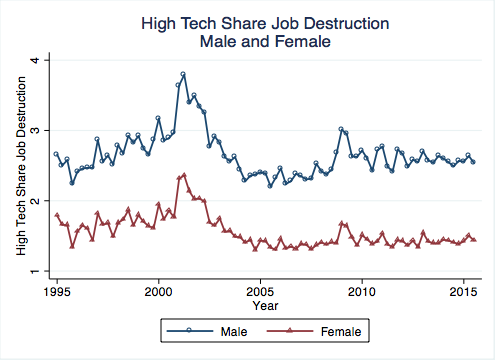 High Tech Share Job Destruction
Male and Female
High Tech Share Job Destruction
4
3
2
1
1995
2000
2005
2010
2015
Year
Male
Female